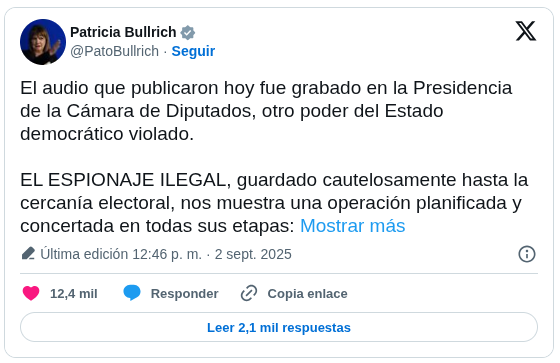 Patricia Bullrich
@PatoBullrich · Seguir
El audio que publicaron hoy fue grabado en la Presidencia
de la Cámara de Diputados, otro poder del Estado
democrático violado.
EL ESPIONAJE ILEGAL, guardado cautelosamente hasta la
cercanía electoral, nos muestra una operación planificada y
concertada en todas sus etapas: Mostrar más
Última edición 12:46 p. m. · 2 sept. 2025
12,4 mil Responder Copia enlace
Leer 2,1 mil respuestas